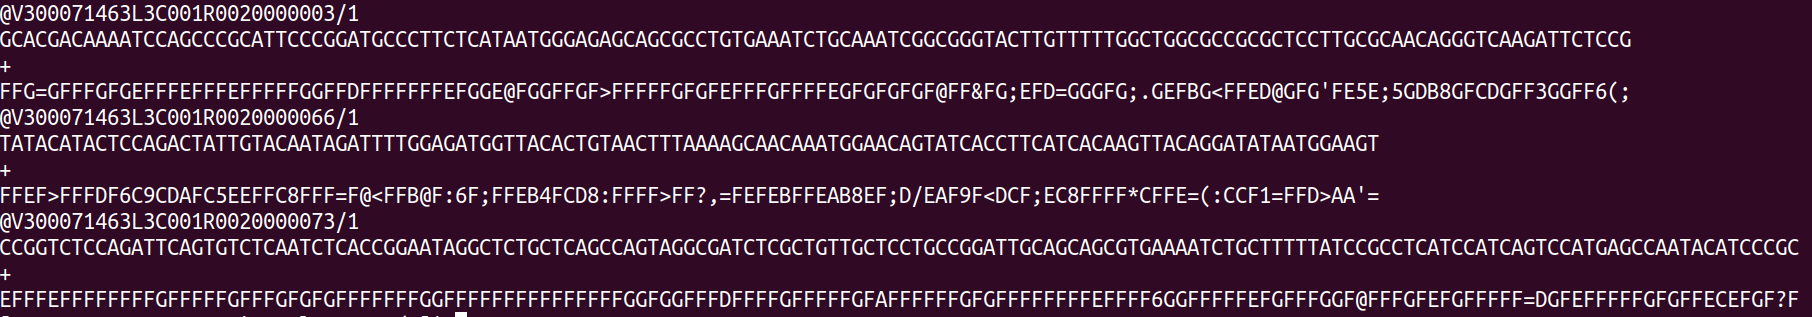 @V300071463L3C001R0020000003/1
GCACGACAAAATCCAGCCCGCATTCCCGGATGCCCTTCTCATAATGGGAGAGCAGCGCCTGTGAAATCTGCAAATCGGCGGGTACTTGTTTTTGGCTGGCGCCGCGCTCCTTGCGCAACAGGGTCAAGATTCTCCG
+
FFG=GFFFGFGEFFFEFFFEFFFFFGGFFDFFFFFFFEFGGE@FGGFFGF>FFFFFGFGFEFFFGFFFFEGFGFGFGF@FF&FG;EFD=GGGFG;.GEFBG<FFED@GFG'FE5E;5GDB8GFCDGFF3GGFF6(;
@V300071463L3C001R0020000066/1
TATACATACTCCAGACTATTGTACAATAGATTTTGGAGATGGTTACACTGTAACTTTAAAAGCAACAAATGGAACAGTATCACCTTCATCACAAGTTACAGGATATAATGGAAGT
+
FFEF>FFFDF6C9CDAFC5EEFFC8FFF=F@<FFB@F:6F;FFEB4FCD8:FFFF>FF?,=FEFEBFFEAB8EF;D/EAF9F<DCF;EC8FFFF*CFFE=(:CCF1=FFD>AA'=
@V300071463L3C001R0020000073/1
CCGGTCTCCAGATTCAGTGTCTCAATCTCACCGGAATAGGCTCTGCTCAGCCAGTAGGCGATCTCGCTGTTGCTCCTGCCGGATTGCAGCAGCGTGAAAATCTGCTTTTTATCCGCCTCATCCATCAGTCCATGAGCCAATACATCCCGC
+
EFFFEFFFFFFFFGFFFFFGFFFGFGFGFFFFFFFGGFFFFFFFFFFFFFFFGGFGGFFFDFFFFGFFFFFGFAFFFFFFGFGFFFFFFFFEFFFF6GGFFFFFEFGFFFGGF@FFFGFEFGFFFFF=DGFEFFFFFGFGFFECEFGF?F